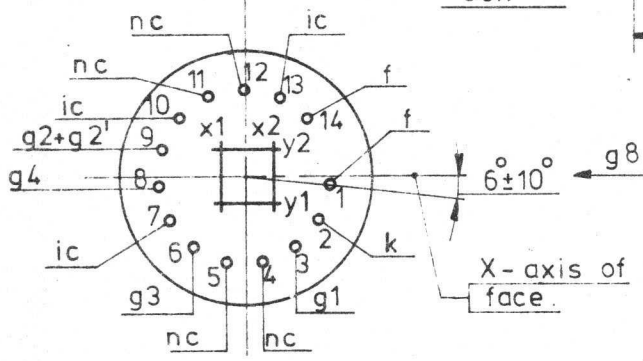 nc
ic
nc
11
12
13
f
ic
10
14
x1
x2
f
g2+g2'
9
y2
g4
8
1
6°±10°
g8
7
y1
2
ic
6
k
5
4
3
g3
g1
X-axis of
face.
nc
nc